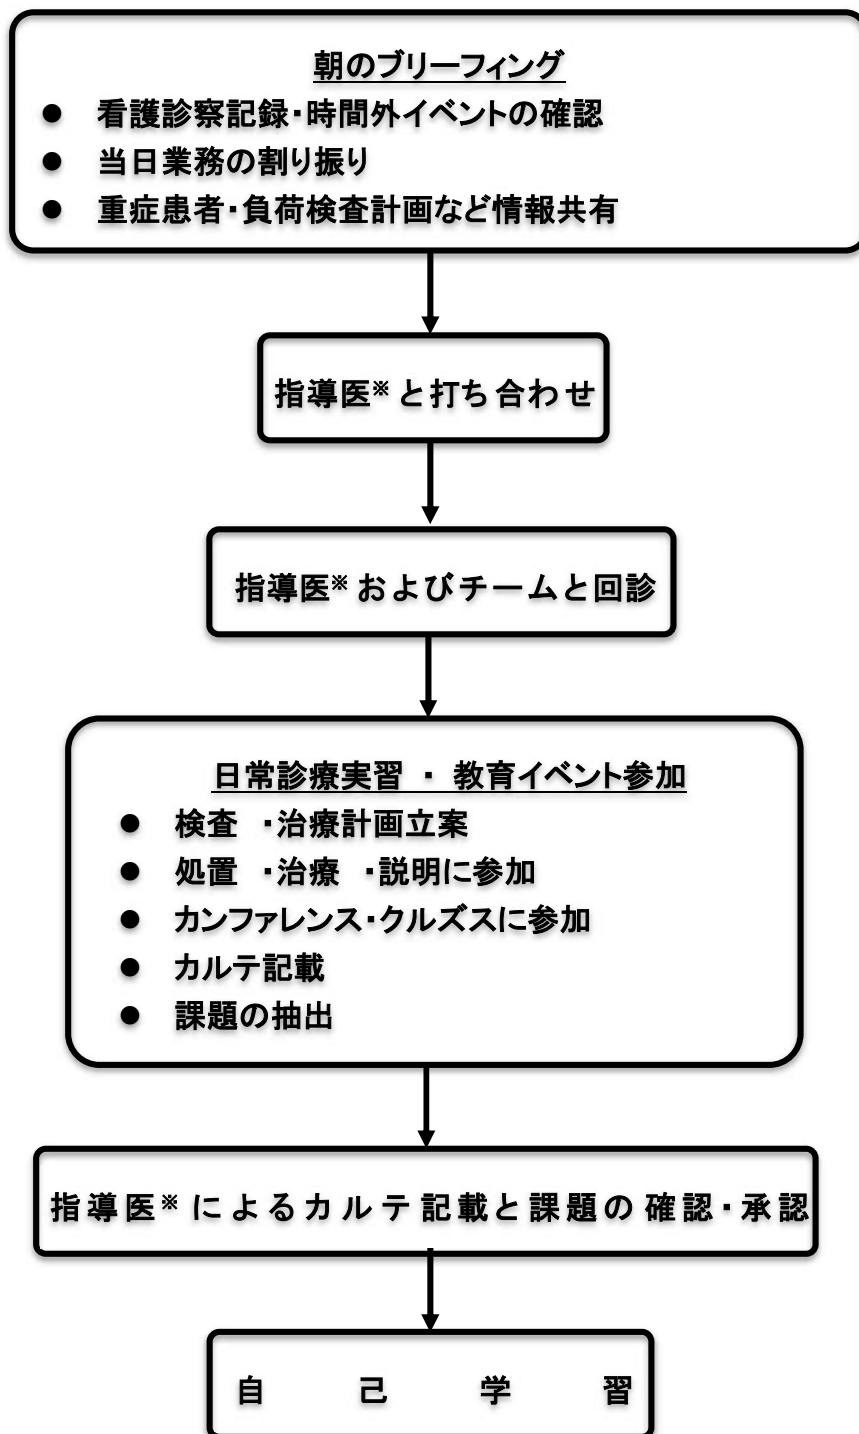 朝のブリーフィング
● 看護診察記録・時間外イベントの確認
● 当日業務の割り振り
● 重症患者・負荷検査計画など情報共有
指導医※と打ち合わせ
指導医※およびチームと回診
日常診療実習 ・ 教育イベント参加
● 検査 ・治療計画立案
● 処置 ・治療 ・説明に参加
● カンファレンス・クルズスに参加
● カルテ記載
● 課題の抽出
指導医※によるカルテ記載と課題の確認・承認
自 己 学 習